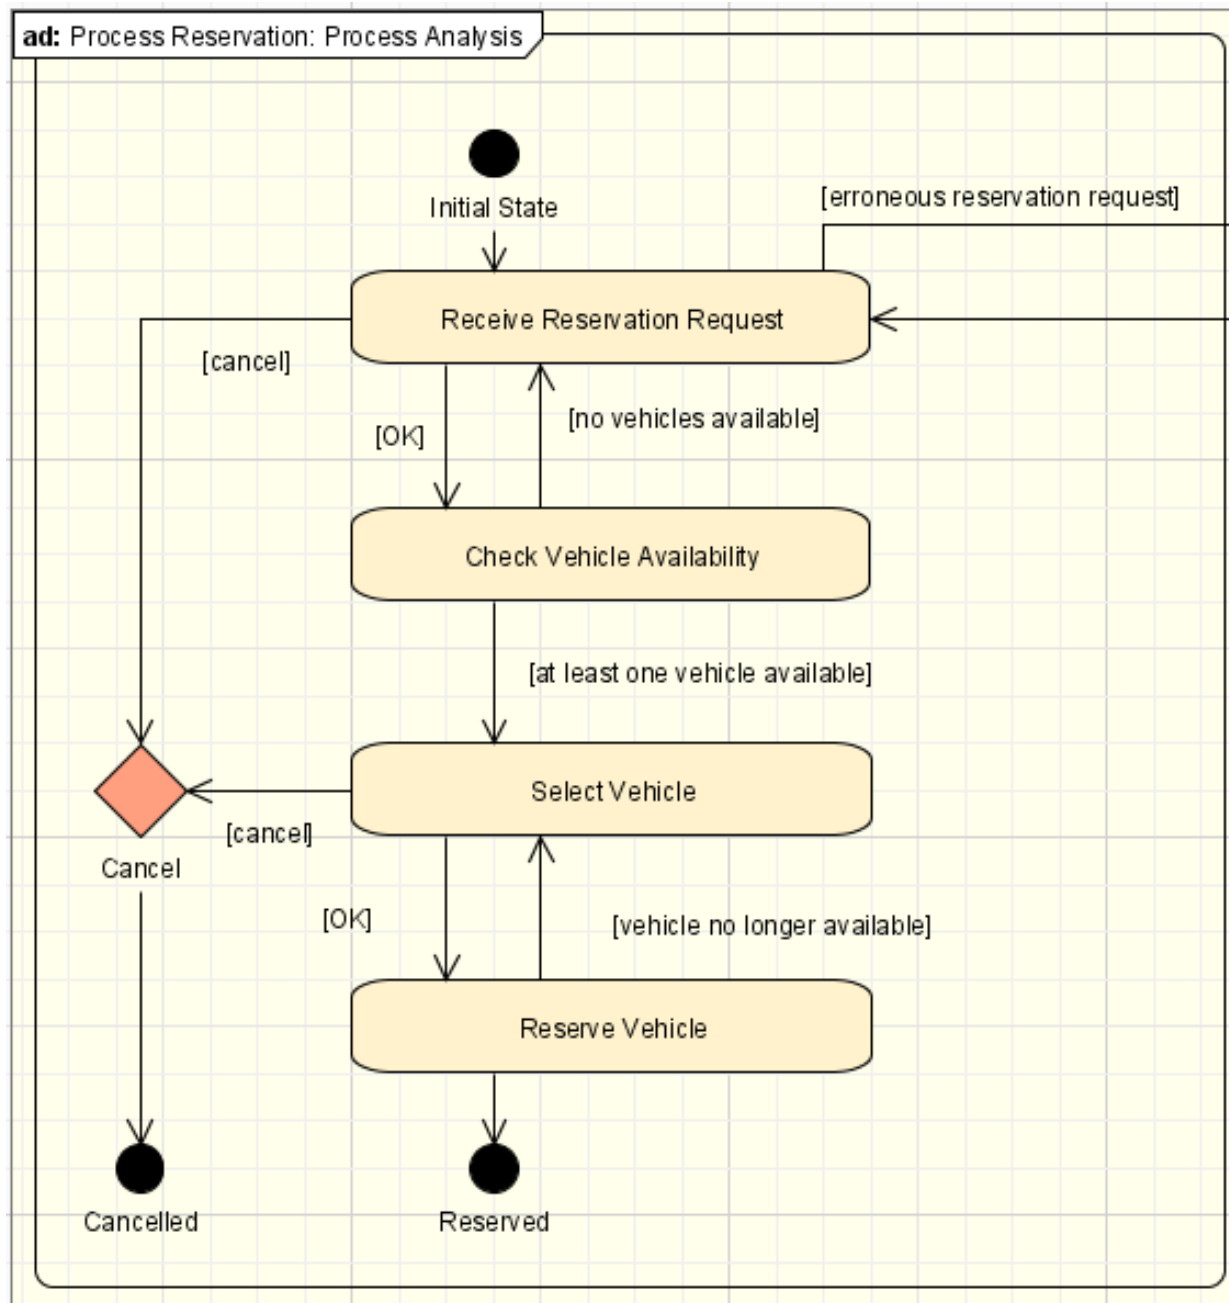 ad: Process Reservation: Process Analysis
Initial State
[erroneous reservation request]
Receive Reservation Request
[cancel]
[no vehicles available]
[OK]
Check Vehicle Availability
[at least one vehicle available]
Select Vehicle
[cancel]
Cancel
[OK]
[vehicle no longer available]
Reserve Vehicle
Cancelled
Reserved